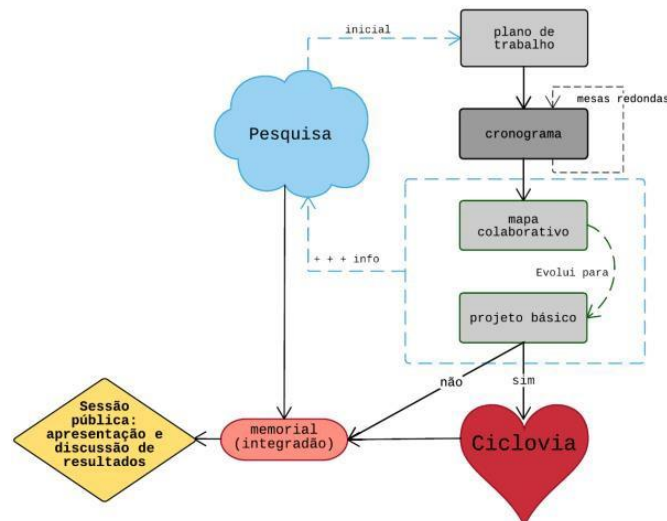 inicial
plano de
trabalho
mesas redondas
Pesquisa
cronograma
mapa
colaborativo
+ + + info
Evolui para
projeto básico
não
sim
Sessão
pública:
apresentação e
discussão de
resultados
memorial
(integradão)
Ciclovia